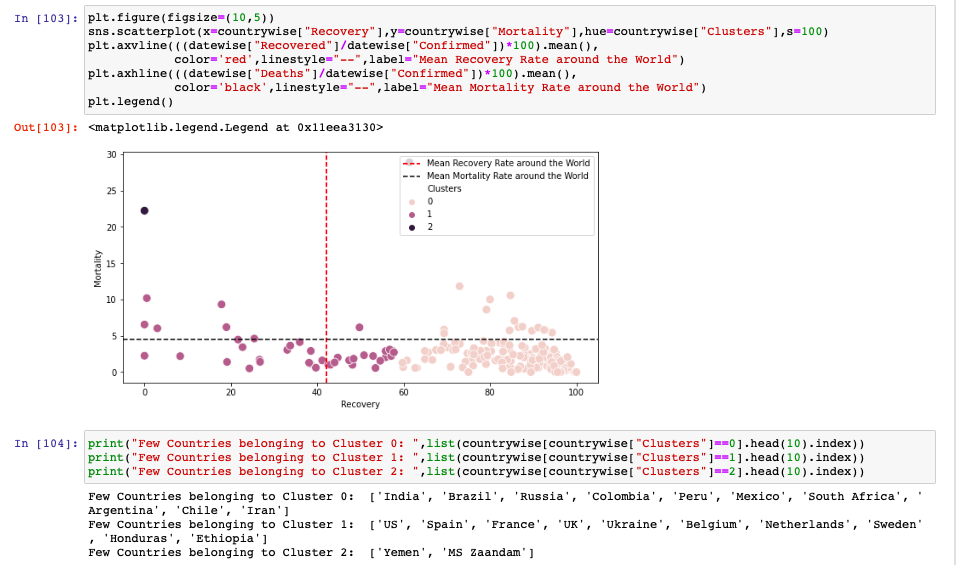 In [103]: plt.figure(figsize=(10,5))
sns.scatterplot(x=countrywise["Recovery"],y=countrywise["Mortality"],hue=countrywise["Clusters"],s=100)
plt.axvline(((datewise["Recovered"]/datewise["Confirmed"])*100).mean(),
            color='red',linestyle="--",label="Mean Recovery Rate around the World")
plt.axhline(((datewise["Deaths"]/datewise["Confirmed"])*100).mean(),
            color='black',linestyle="--",label="Mean Mortality Rate around the World")
plt.legend()
Out[103]: <matplotlib.legend.Legend at 0x11eea3130>
Mean Recovery Rate around the World
Mean Mortality Rate around the World
Clusters
0
1
2
Mortality
30
25
20
15
10
5
0
0 20 40 60 80 100
Recovery
In [104]: print("Few Countries belonging to Cluster 0: ",list(countrywise[countrywise["Clusters"]==0].head(10).index))
print("Few Countries belonging to Cluster 1: ",list(countrywise[countrywise["Clusters"]==1].head(10).index))
print("Few Countries belonging to Cluster 2: ",list(countrywise[countrywise["Clusters"]==2].head(10).index))
Few Countries belonging to Cluster 0:  ['India', 'Brazil', 'Russia', 'Colombia', 'Peru', 'Mexico', 'South Africa', '
Argentina', 'Chile', 'Iran']
Few Countries belonging to Cluster 1:  ['US', 'Spain', 'France', 'UK', 'Ukraine', 'Belgium', 'Netherlands', 'Sweden'
, 'Honduras', 'Ethiopia']
Few Countries belonging to Cluster 2:  ['Yemen', 'MS Zaandam']